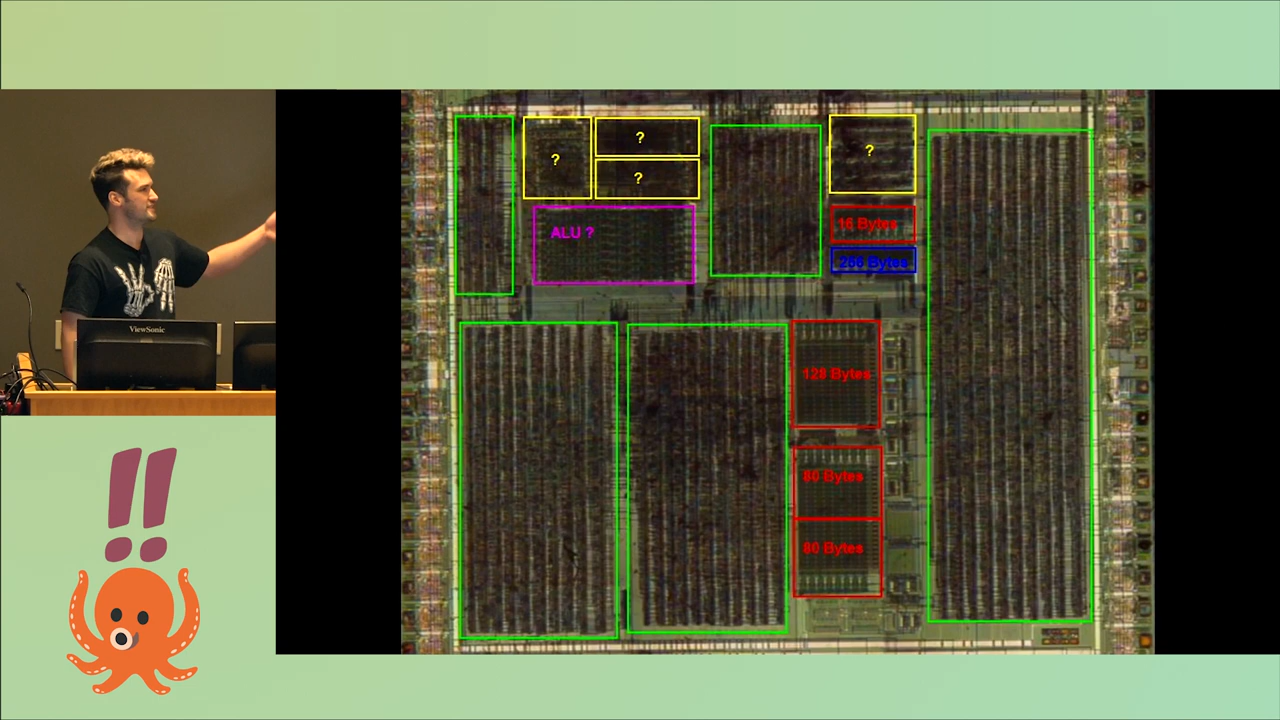 ?
?
?
?
ALU ?
16 Bytes
256 Bytes
128 Bytes
80 Bytes
80 Bytes
ViewSonic
!!